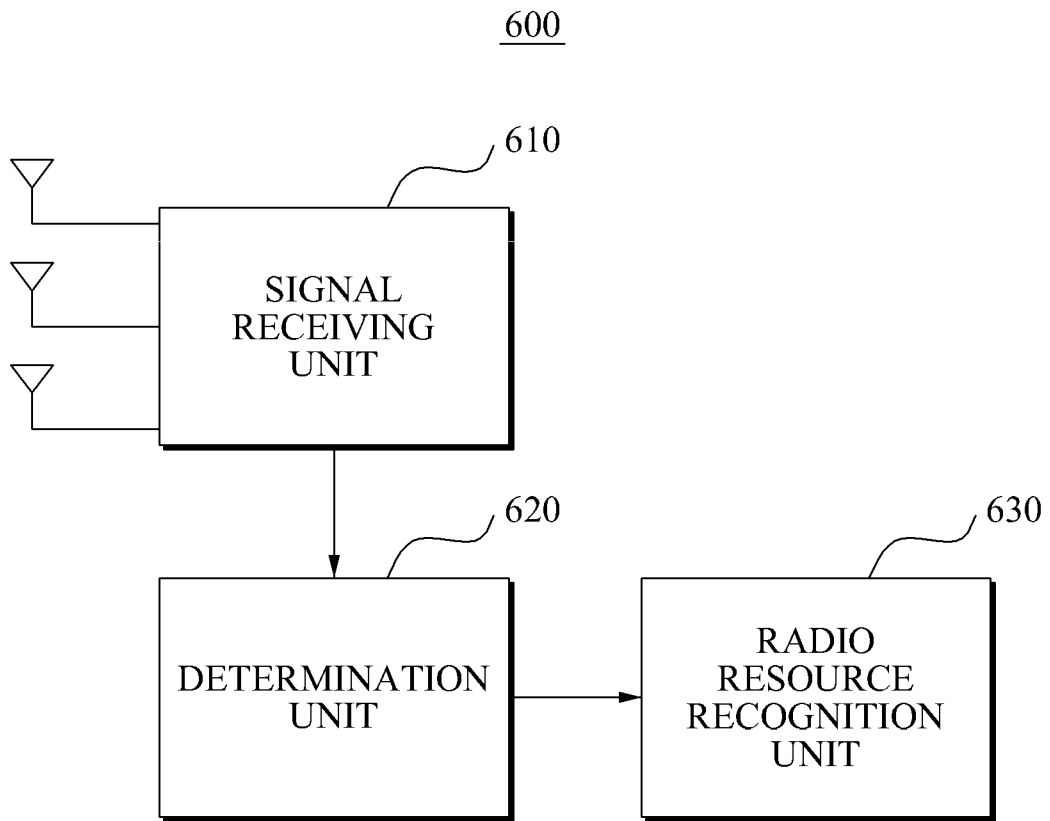 600
610
SIGNAL
RECEIVING
UNIT
620
DETERMINATION
UNIT
630
RADIO
RESOURCE
RECOGNITION
UNIT